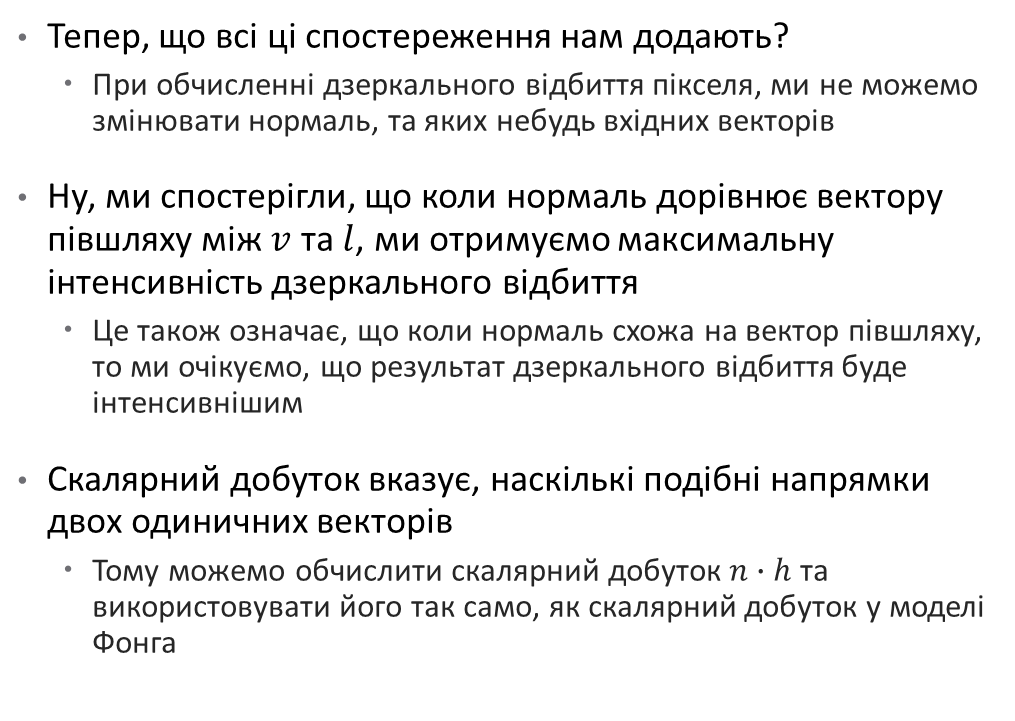 • Тепер, що всі ці спостереження нам додають?
• При обчисленні дзеркального відбиття пікселя, ми не можемо
змінювати нормаль, та яких небудь вхідних векторів
• Ну, ми спостерігли, що коли нормаль дорівнює вектору
півшляху між v та l, ми отримуємо максимальну
інтенсивність дзеркального відбиття
• Це також означає, що коли нормаль схожа на вектор півшляху,
то ми очікуємо, що результат дзеркального відбиття буде
інтенсивнішим
• Скалярний добуток вказує, наскількі подібні напрямки
двох одиничних векторів
• Тому можемо обчислити скалярний добуток n · h та
використовувати його так само, як скалярний добуток у моделі
Фонга